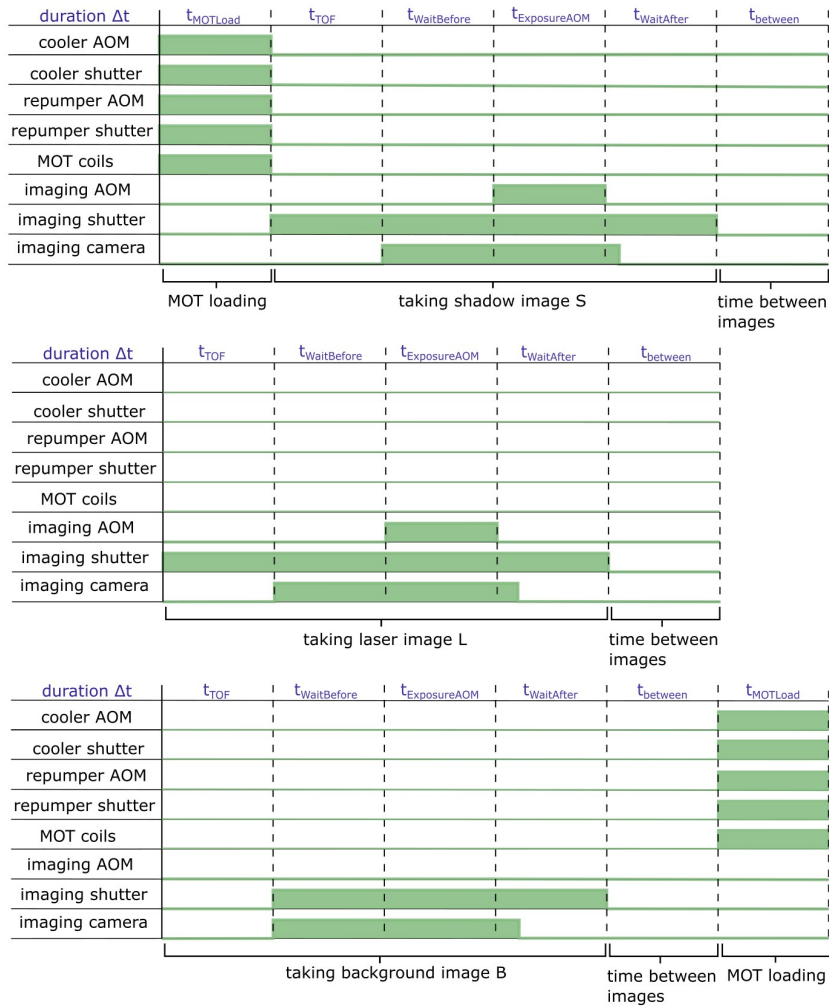 duration Δt t_MOTLoad t_TOF t_WaitBefore t_ExposureAOM t_WaitAfter t_between
cooler AOM
cooler shutter
repumper AOM
repumper shutter
MOT coils
imaging AOM
imaging shutter
imaging camera
MOT loading taking shadow image S time between
images
duration Δt t_TOF t_WaitBefore t_ExposureAOM t_WaitAfter t_between
cooler AOM
cooler shutter
repumper AOM
repumper shutter
MOT coils
imaging AOM
imaging shutter
imaging camera
taking laser image L time between
images
duration Δt t_TOF t_WaitBefore t_ExposureAOM t_WaitAfter t_between t_MOTLoad
cooler AOM
cooler shutter
repumper AOM
repumper shutter
MOT coils
imaging AOM
imaging shutter
imaging camera
taking background image B time between MOT loading
images